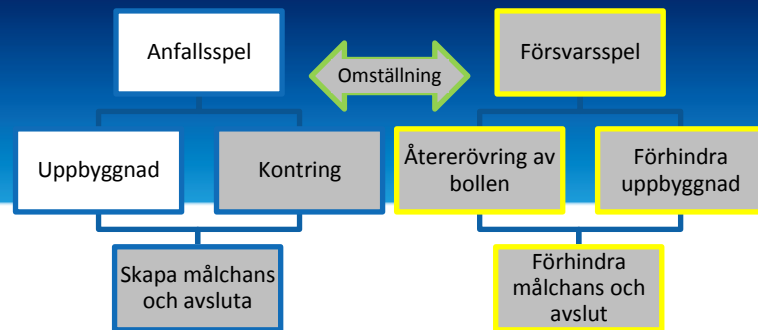 Anfallsspel
Omställning
Försvarsspel
Uppbyggnad
Kontring
Återerövring av
bollen
Förhindra
uppbyggnad
Skapa målchans
och avsluta
Förhindra
målchans och
avslut